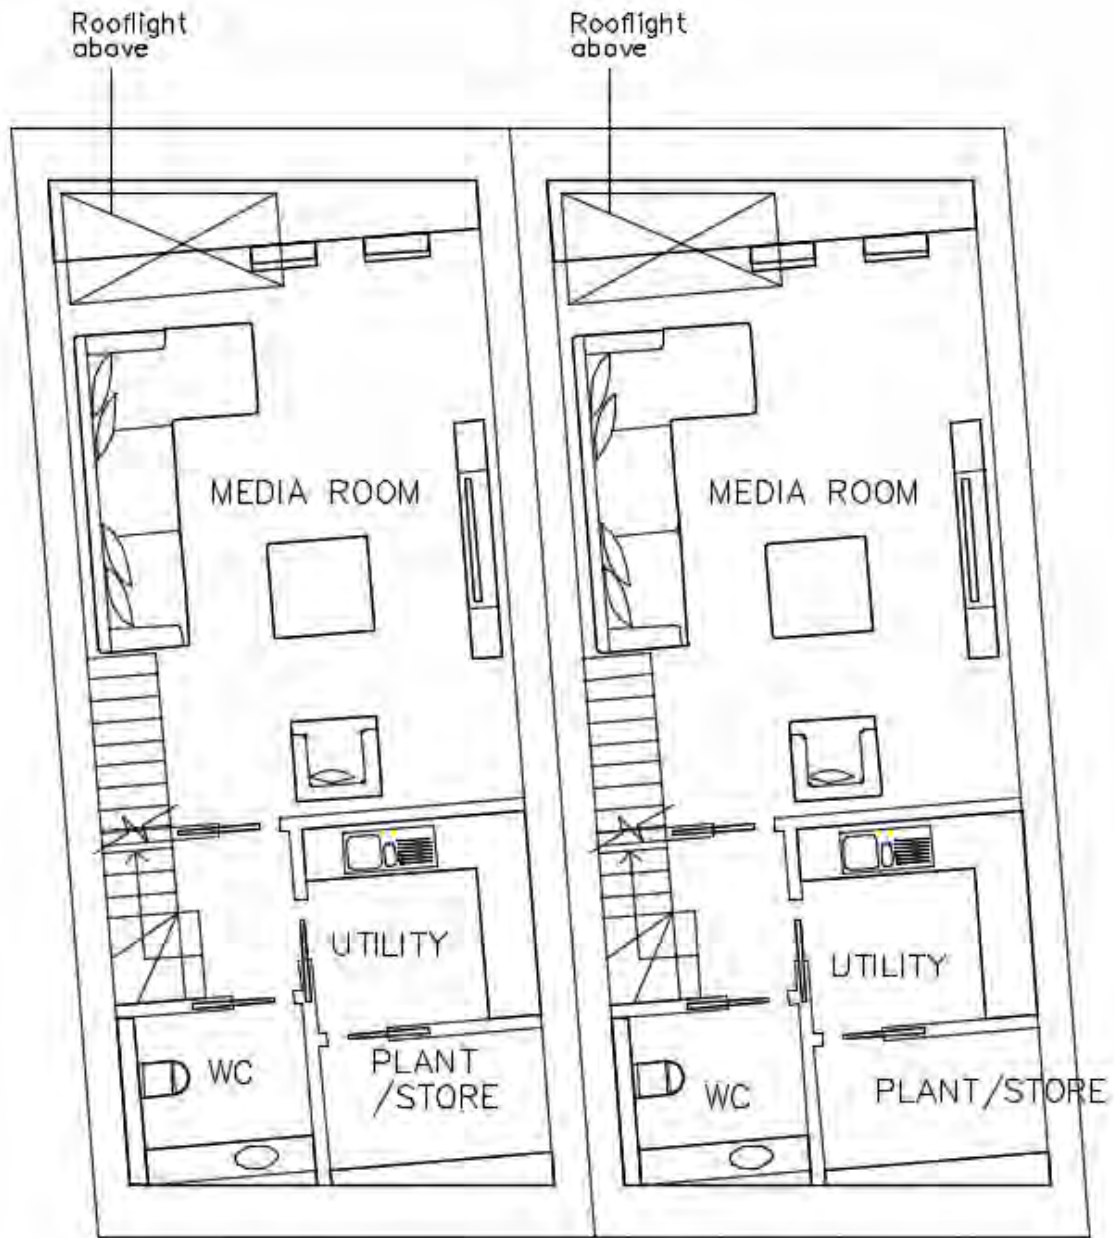 Rooflight
above
Rooflight
above
MEDIA ROOM
MEDIA ROOM
UTILITY
UTILITY
WC
PLANT
/STORE
WC
PLANT/STORE